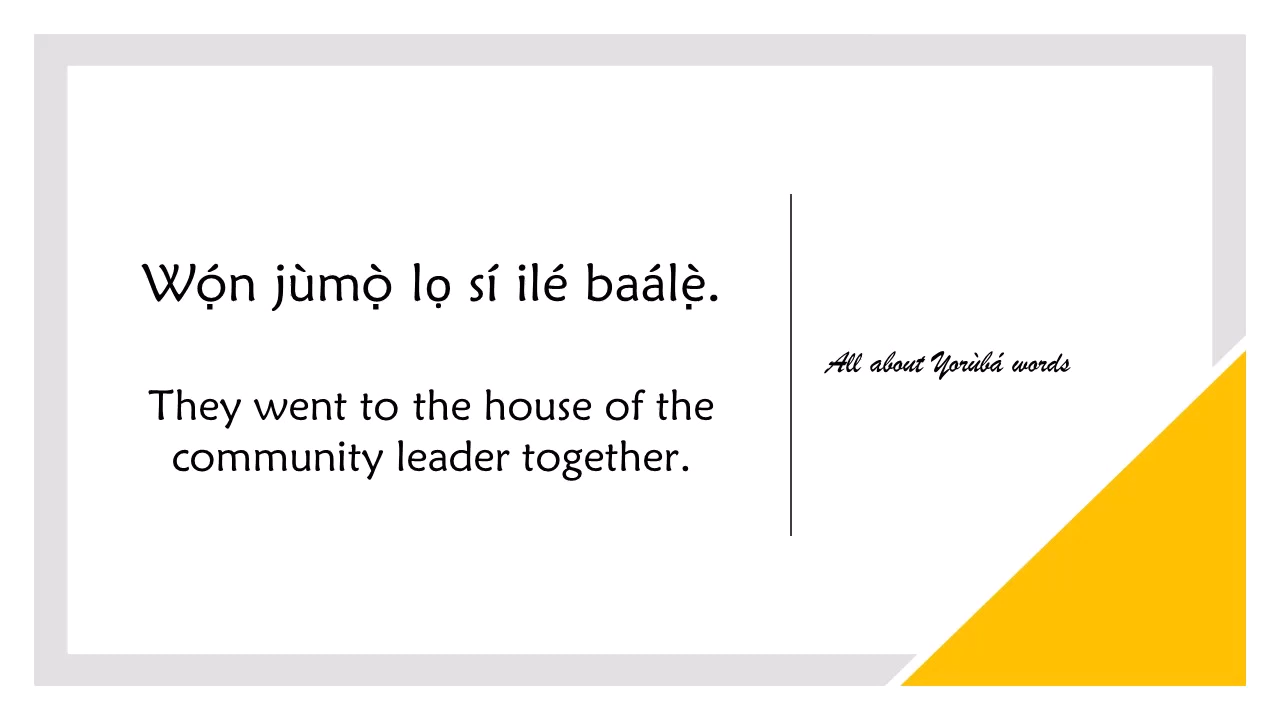 Wọ́n jùmọ̀ lọ sí ilé baálẹ̀.
They went to the house of the
community leader together.
All about Yorùbá words